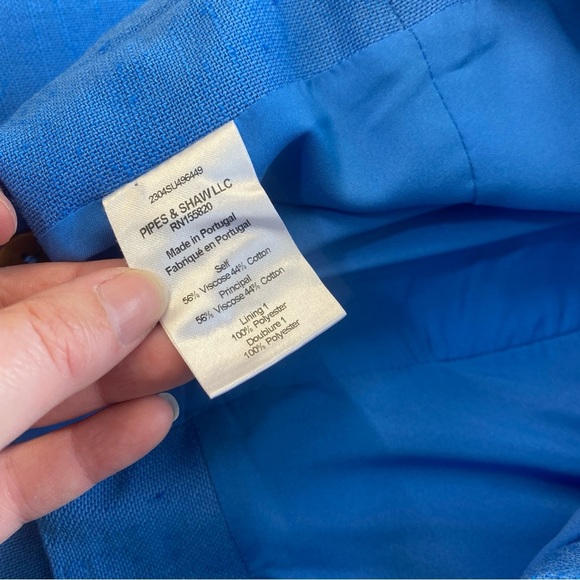 2304SU496449
PIPES & SHAW LLC
RN155820
Made in Portugal
Fabriqué en Portugal
Self
56% Viscose 44% Cotton
Principal
56% Viscose 44% Cotton
Lining 1
100% Polyester
Doublure 1
100% Polyester